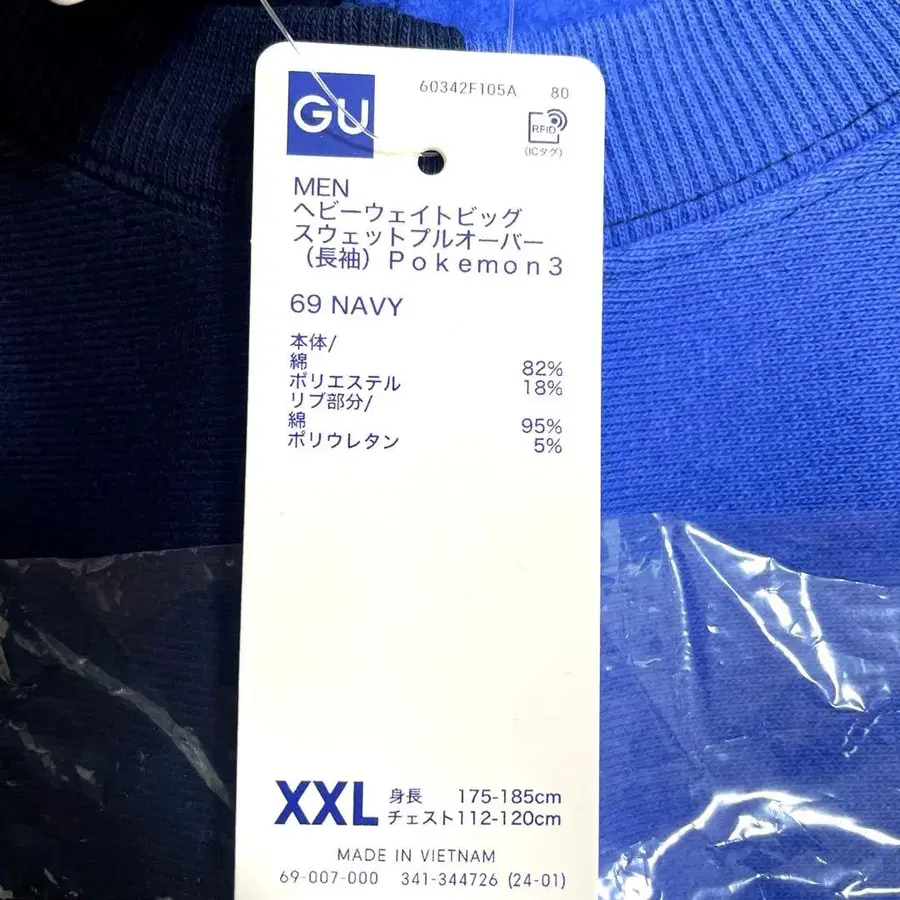 GU
60342F105A 80
RFID
(ICタグ)
MEN
ヘビーウェイトビッグ
スウェットプルオーバー
（長袖）Ｐｏｋｅｍｏｎ３
69 NAVY
本体/
綿 82%
ポリエステル 18%
リブ部分/
綿 95%
ポリウレタン 5%
XXL
身長 175-185cm
チェスト112-120cm
MADE IN VIETNAM
69-007-000 341-344726 (24-01)